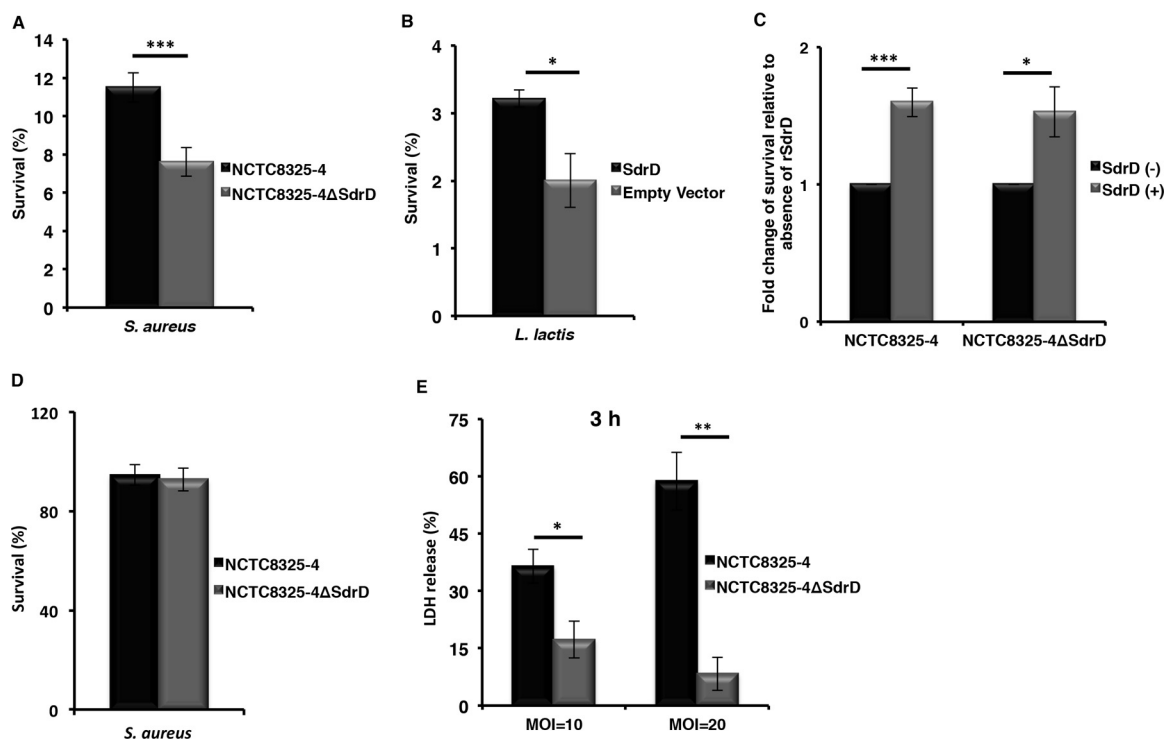 A
14
12
10
8
6
4
2
0
Survival (%)
***
NCTC8325-4
NCTC8325-4ΔSdrD
S. aureus
B
4
3
2
1
0
Survival (%)
*
SdrD
Empty Vector
L. lactis
C
2
1
0
Fold change of survival relative to
absence of rSdrD
***
*
SdrD (-)
SdrD (+)
NCTC8325-4
NCTC8325-4ΔSdrD
D
120
80
40
0
Survival (%)
NCTC8325-4
NCTC8325-4ΔSdrD
S. aureus
E
3 h
75
60
45
30
15
0
LDH release (%)
*
**
NCTC8325-4
NCTC8325-4ΔSdrD
MOI=10
MOI=20